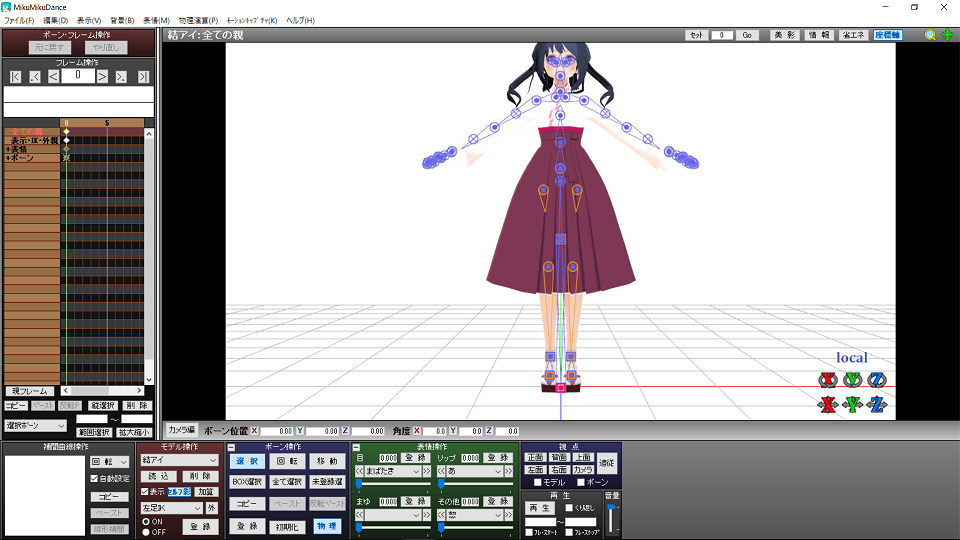 MikuMikuDance
ファイル(F) 編集(D) 表示(V) 背景(B) 表情(M) 物理演算(P) ﾓｰｼｮﾝｷｬﾌﾟﾁｬ(K) ヘルプ(H)
ボーン・フレーム操作
元に戻す やり直し
結アイ:全ての親
セット 0 Go 美 影 情 報 省エネ 座標軸
フレーム操作
|< .< < 0 > >. >|
0 5
全ての親
表示・IK・外観
+表情
+ボーン
local
X Y Z
X Y Z
親フレーム
コピー ペースト 反転P 縦選択 削 除
選択ボーン ～
範囲選択 拡大縮小
カメラ編 ボーン位置 X 0.00 Y 0.00 Z 0.00 角度 X 0.0 Y 0.0 Z 0.0
補間曲線操作
回 転
自動設定
コピー
ペースト
線形補間
モデル操作
結アイ
読 込 削 除
表示 ｾﾙﾌ影 加算
左足IK 外
ON
OFF
登 録
ボーン操作
選 択 回 転 移 動
BOX選択 全て選択 未登録選
コピー ペースト 反転ペースト
登 録 初期化 物 理
表情操作
目 0.000 登 録 リップ 0.000 登 録
まばたき あ
まゆ 0.000 登 録 その他 0.000 登 録
怒
視 点
正面 背面 上面
左面 右面 カメラ
追従
モデル ボーン
再 生
再 生 くり返し
～
フレ・スタート フレ・ストップ
音量